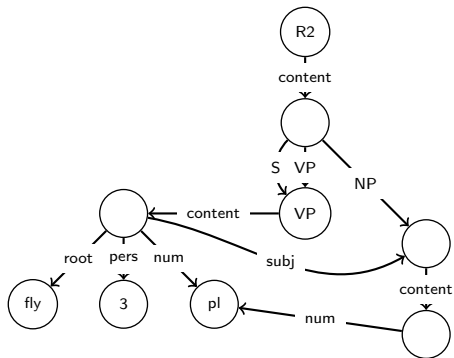 R2
content
S VP
NP
VP
content
root pers num
subj
content
fly 3 pl
num